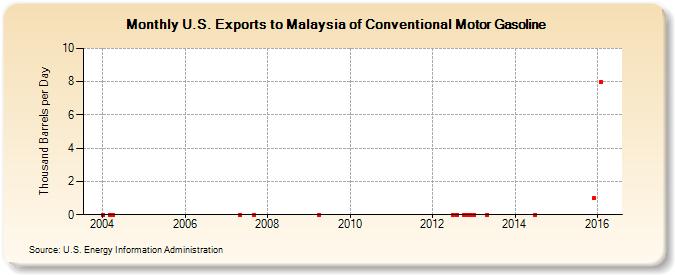 Monthly U.S. Exports to Malaysia of Conventional Motor Gasoline
Thousand Barrels per Day
10
8
6
4
2
0
2004 2006 2008 2010 2012 2014 2016
Source: U.S. Energy Information Administration